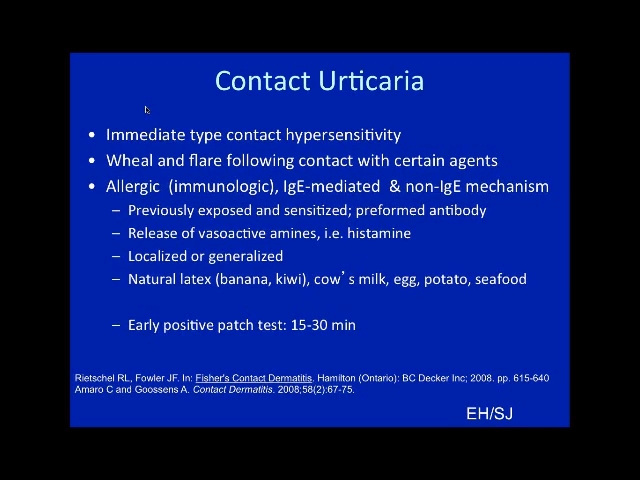 Contact Urticaria
• Immediate type contact hypersensitivity
• Wheal and flare following contact with certain agents
• Allergic (immunologic), IgE-mediated & non-IgE mechanism
– Previously exposed and sensitized; preformed antibody
– Release of vasoactive amines, i.e. histamine
– Localized or generalized
– Natural latex (banana, kiwi), cow's milk, egg, potato, seafood
– Early positive patch test: 15-30 min
Rietschel RL, Fowler JF. In: Fisher's Contact Dermatitis. Hamilton (Ontario): BC Decker Inc; 2008. pp. 615-640
Amaro C and Goossens A. Contact Dermatitis. 2008;58(2):67-75.
EH/SJ